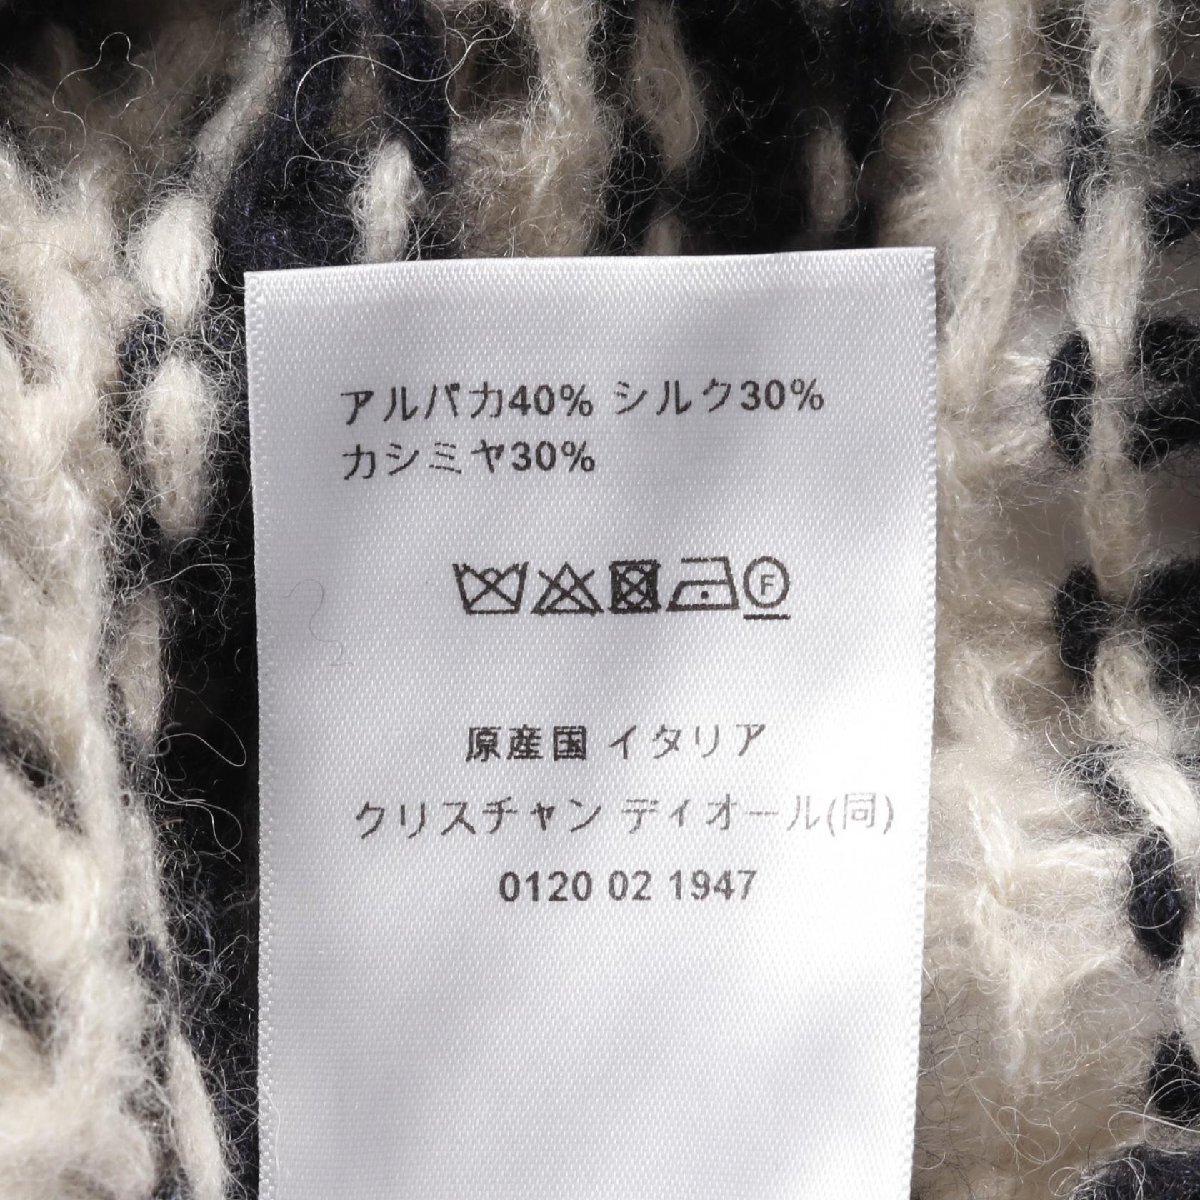 アルパカ40% シルク30%
カシミヤ30%
F
原産国 イタリア
クリスチャン ディオール(同)
0120 02 1947